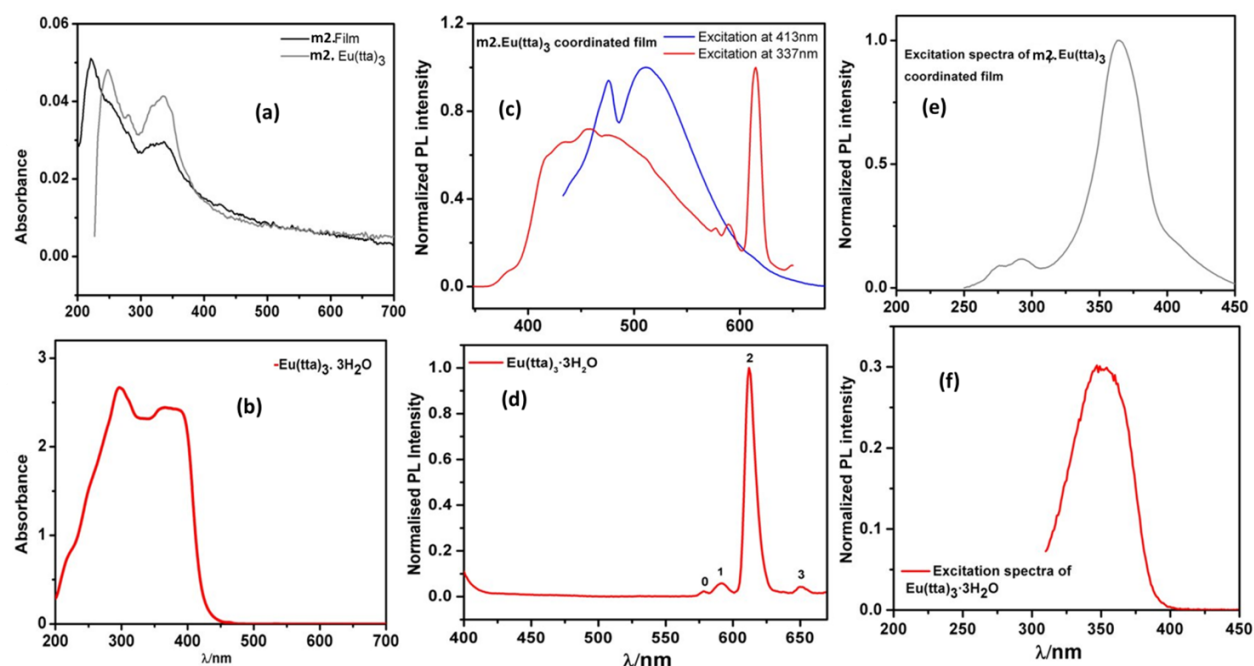 0.06
0.04
0.02
0.00
Absorbance
m2.Film
m2. Eu(tta)3
(a)
200 300 400 500 600 700
1.2
0.8
0.4
0.0
Normalized PL intensity
m2.Eu(tta)3 coordinated film
Excitation at 413nm
Excitation at 337nm
(c)
400 500 600
1.0
0.5
0.0
Normalized PL intensity
Excitation spectra of m2.Eu(tta)3
coordinated film
(e)
200 250 300 350 400 450
3
2
1
0
Absorbance
Eu(tta)3. 3H2O
(b)
200 300 400 500 600 700
λ/nm
1.0
0.8
0.6
0.4
0.2
0.0
Normalised PL Intensity
Eu(tta)3·3H2O
(d)
0 1 2 3
400 450 500 550 600 650
λ/nm
0.3
0.2
0.1
0.0
Normalized PL intensity
(f)
Excitation spectra of
Eu(tta)3·3H2O
200 250 300 350 400 450
λ/nm